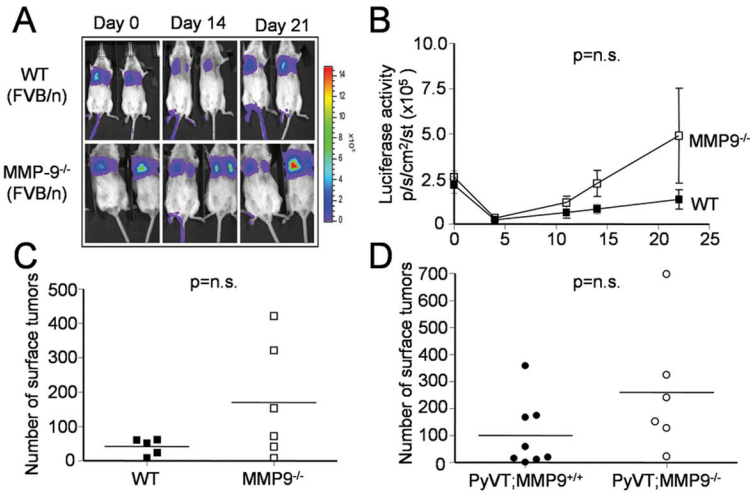 A
Day 0 Day 14 Day 21
WT
(FVB/n)
MMP-9-/-
(FVB/n)
14
12
10
8
6
4
2
0
B
p=n.s.
Luciferase activity
p/s/cm2/st (x10⁵)
10.0
7.5
5.0
2.5
0
MMP9-/-
WT
0 5 10 15 20 25
C
p=n.s.
Number of surface tumors
500
400
300
200
100
0
WT MMP9-/-
D
p=n.s.
Number of surface tumors
700
600
500
400
300
200
100
0
PyVT;MMP9+/+ PyVT;MMP9-/-